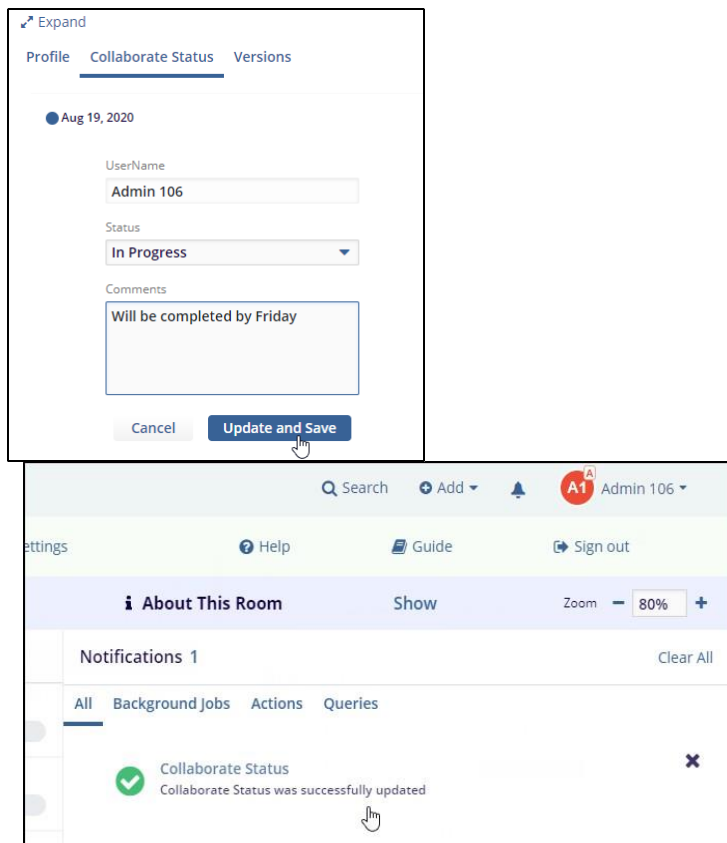 Expand
Profile Collaborate Status Versions
Aug 19, 2020
UserName
Admin 106
Status
In Progress
Comments
Will be completed by Friday
Cancel Update and Save
Search Add A1 A Admin 106
ettings Help Guide Sign out
i About This Room Show Zoom − 80% +
Notifications 1 Clear All
All Background Jobs Actions Queries
Collaborate Status
Collaborate Status was successfully updated